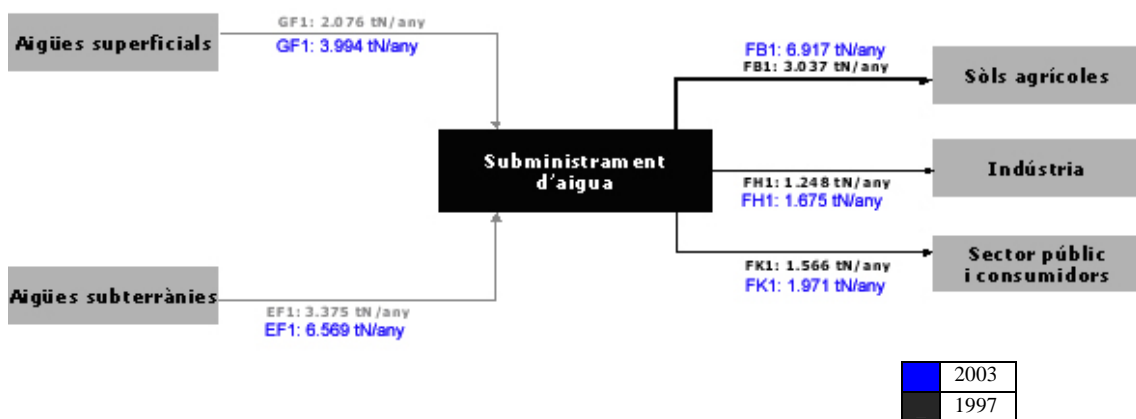 GF1: 2.076 tN/any
Aigües superficials
GF1: 3.994 tN/any
FB1: 6.917 tN/any
FB1: 3.037 tN/any
Sòls agrícoles
Subministrament
d'aigua
Indústria
FH1: 1.248 tN/any
FH1: 1.675 tN/any
Sector públic
i consumidors
FK1: 1.566 tN/any
FK1: 1.971 tN/any
Aigües subterrànies
EF1: 3.375 tN/any
EF1: 6.569 tN/any
2003
1997